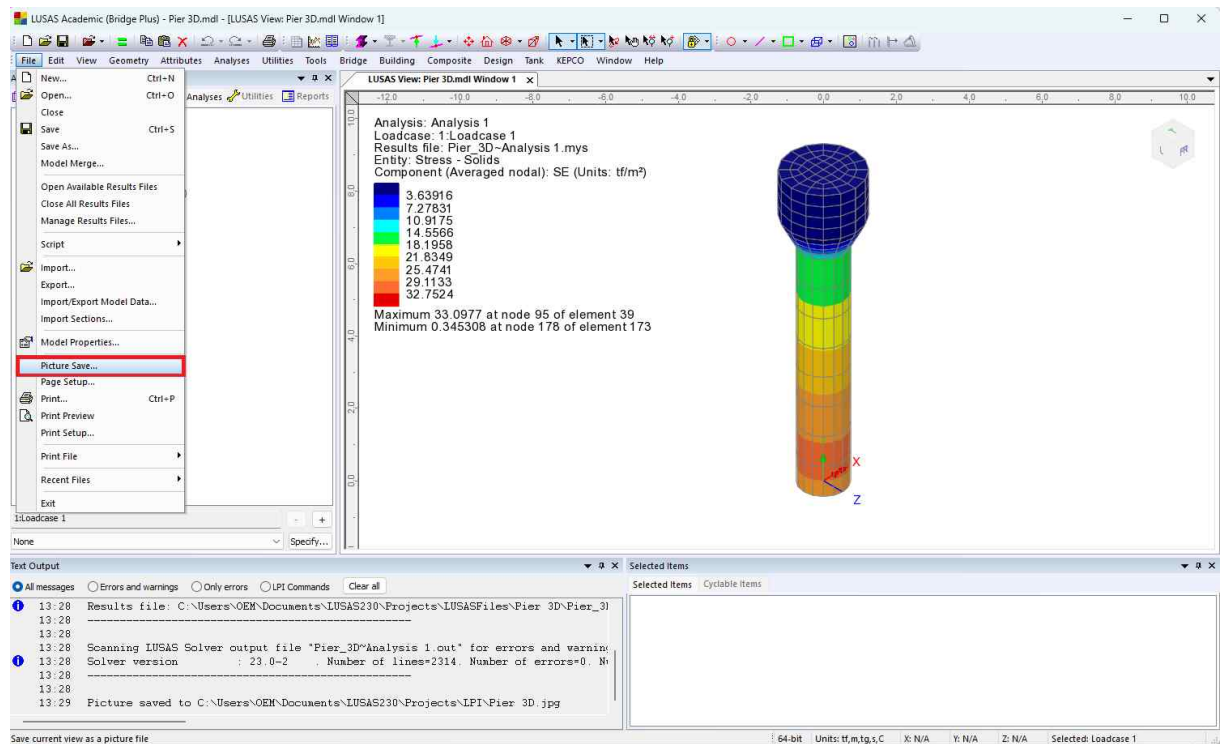 LUSAS Academic (Bridge Plus) - Pier 3D.mdl - [LUSAS View: Pier 3D.mdl Window 1]
File Edit View Geometry Attributes Analyses Utilities Tools Bridge Building Composite Design Tank KEPCO Window Help
New... Ctrl+N
Open... Ctrl+O
Close
Save Ctrl+S
Save As...
Model Merge...
Open Available Results Files
Close All Results Files
Manage Results Files...
Script
Import...
Export...
Import/Export Model Data...
Import Sections...
Model Properties...
Picture Save...
Page Setup...
Print... Ctrl+P
Print Preview
Print Setup...
Print File
Recent Files
Exit
Analyses Utilities Reports
1:Loadcase 1
None Specify...
LUSAS View: Pier 3D.mdl Window 1
-12.0 -10.0 -8.0 -6.0 -4.0 -2.0 0.0 2.0 4.0 6.0 8.0 10.0
8.0
6.0
4.0
2.0
0.0
Analysis: Analysis 1
Loadcase: 1:Loadcase 1
Results file: Pier_3D~Analysis 1.mys
Entity: Stress - Solids
Component (Averaged nodal): SE (Units: tf/m²)
3.63916
7.27831
10.9175
14.5566
18.1958
21.8349
25.4741
29.1133
32.7524
Maximum 33.0977 at node 95 of element 39
Minimum 0.345308 at node 178 of element 173
X
Z
Text Output
All messages Errors and warnings Only errors LPI Commands Clear all
13:28 Results file: C:\Users\OEM\Documents\LUSAS230\Projects\LUSASFiles\Pier 3D\Pier_3
13:28 --------------------------------------------------
13:28
13:28 Scanning LUSAS Solver output file "Pier_3D~Analysis 1.out" for errors and warning
13:28 Solver version : 23.0-2 . Number of lines=2314. Number of errors=0. Nu
13:28 --------------------------------------------------
13:28
13:29 Picture saved to C:\Users\OEM\Documents\LUSAS230\Projects\LPI\Pier 3D.jpg
Selected Items
Selected Items Cyclable Items
Save current view as a picture file
64-bit Units: tf,m,tg,s,C X: N/A Y: N/A Z: N/A Selected: Loadcase 1